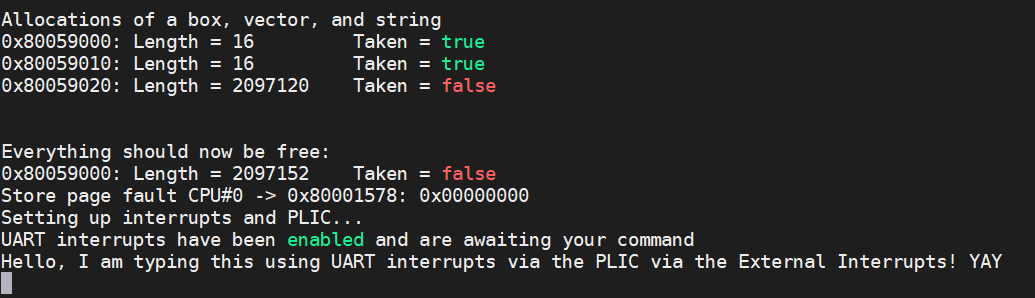 Allocations of a box, vector, and string
0x80059000: Length = 16         Taken = true
0x80059010: Length = 16         Taken = true
0x80059020: Length = 2097120    Taken = false
Everything should now be free:
0x80059000: Length = 2097152    Taken = false
Store page fault CPU#0 -> 0x80001578: 0x00000000
Setting up interrupts and PLIC...
UART interrupts have been enabled and are awaiting your command
Hello, I am typing this using UART interrupts via the PLIC via the External Interrupts! YAY